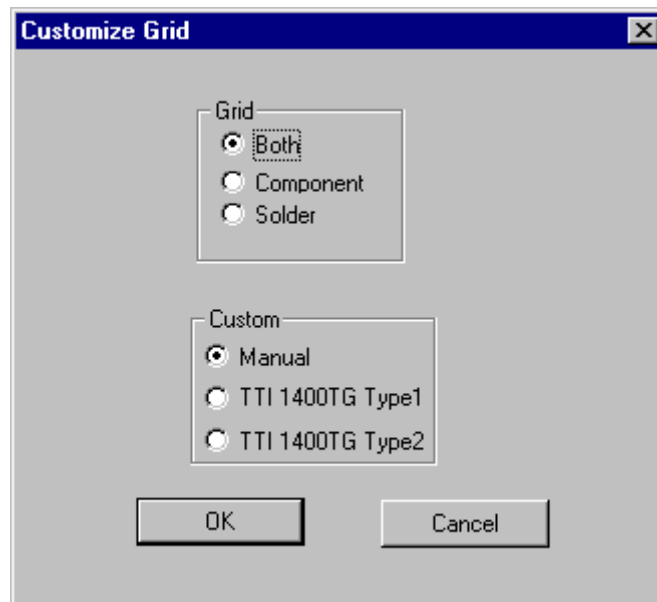 Customize Grid
Grid
Both
Component
Solder
Custom
Manual
TTI 1400TG Type1
TTI 1400TG Type2
OK
Cancel